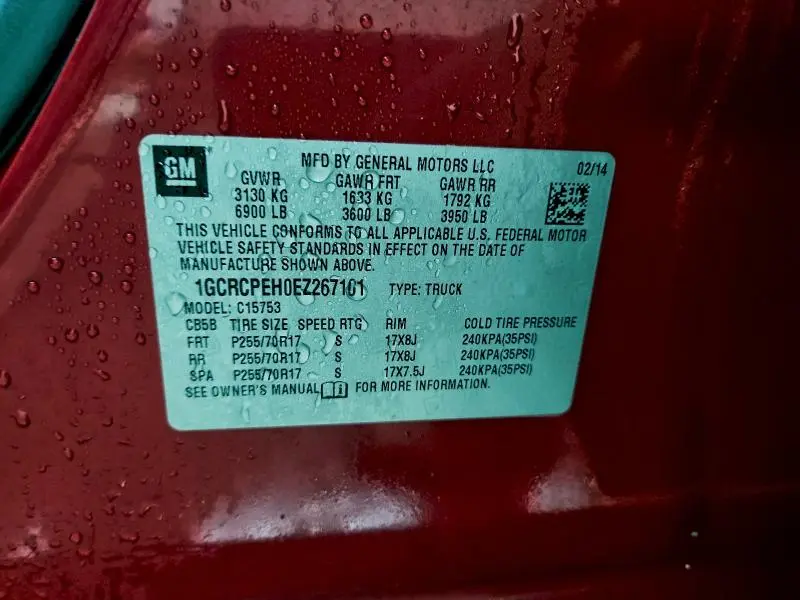 GM
MFD BY GENERAL MOTORS LLC 02/14
GVWR GAWR FRT GAWR RR
3130 KG 1633 KG 1792 KG
6900 LB 3600 LB 3950 LB
THIS VEHICLE CONFORMS TO ALL APPLICABLE U.S. FEDERAL MOTOR
VEHICLE SAFETY STANDARDS IN EFFECT ON THE DATE OF
MANUFACTURE SHOWN ABOVE.
1GCRCPEH0EZ267101 TYPE: TRUCK
MODEL: C15753
CB5B TIRE SIZE SPEED RTG RIM COLD TIRE PRESSURE
FRT P255/70R17 S 17X8J 240KPA(35PSI)
RR P255/70R17 S 17X8J 240KPA(35PSI)
SPA P255/70R17 S 17X7.5J 240KPA(35PSI)
SEE OWNER'S MANUAL FOR MORE INFORMATION.